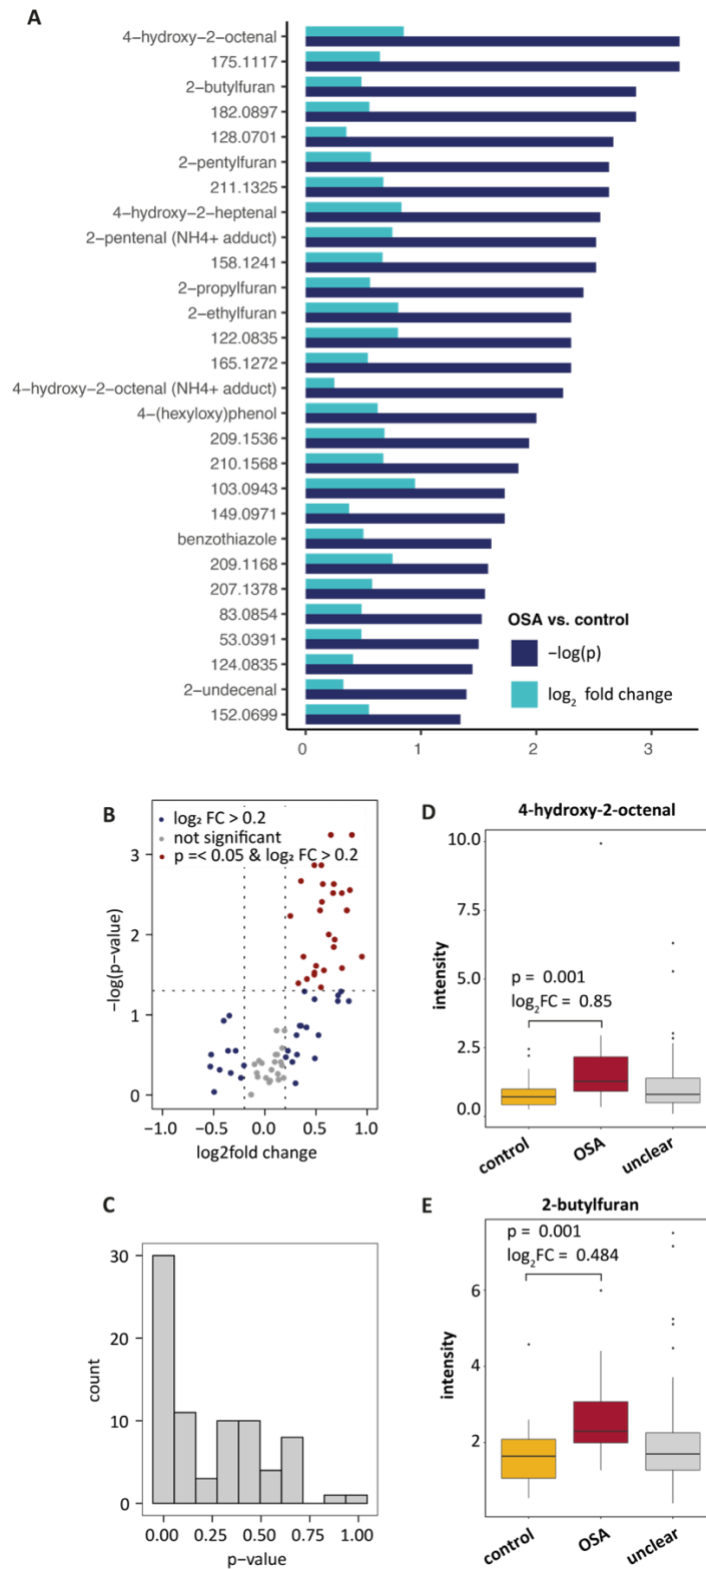 A
4-hydroxy-2-octenal
175.1117
2-butylfuran
182.0897
128.0701
2-pentylfuran
211.1325
4-hydroxy-2-heptenal
2-pentenal (NH4+ adduct)
158.1241
2-propylfuran
2-ethylfuran
122.0835
165.1272
4-hydroxy-2-octenal (NH4+ adduct)
4-(hexyloxy)phenol
209.1536
210.1568
103.0943
149.0971
benzothiazole
209.1168
207.1378
83.0854
53.0391
124.0835
2-undecenal
152.0699
OSA vs. control
−log(p)
log₂ fold change
0 1 2 3
B
log₂ FC > 0.2
not significant
p =< 0.05 & log₂ FC > 0.2
3
2
1
0
−log(p−value)
−1.0 −0.5 0.0 0.5 1.0
log2fold change
C
30
20
10
0
count
0.00 0.25 0.50 0.75 1.00
p−value
D
4-hydroxy-2-octenal
10.0
7.5
5.0
2.5
0.0
intensity
p = 0.001
log₂FC = 0.85
control OSA unclear
E
2-butylfuran
p = 0.001
log₂FC = 0.484
6
4
2
intensity
control OSA unclear